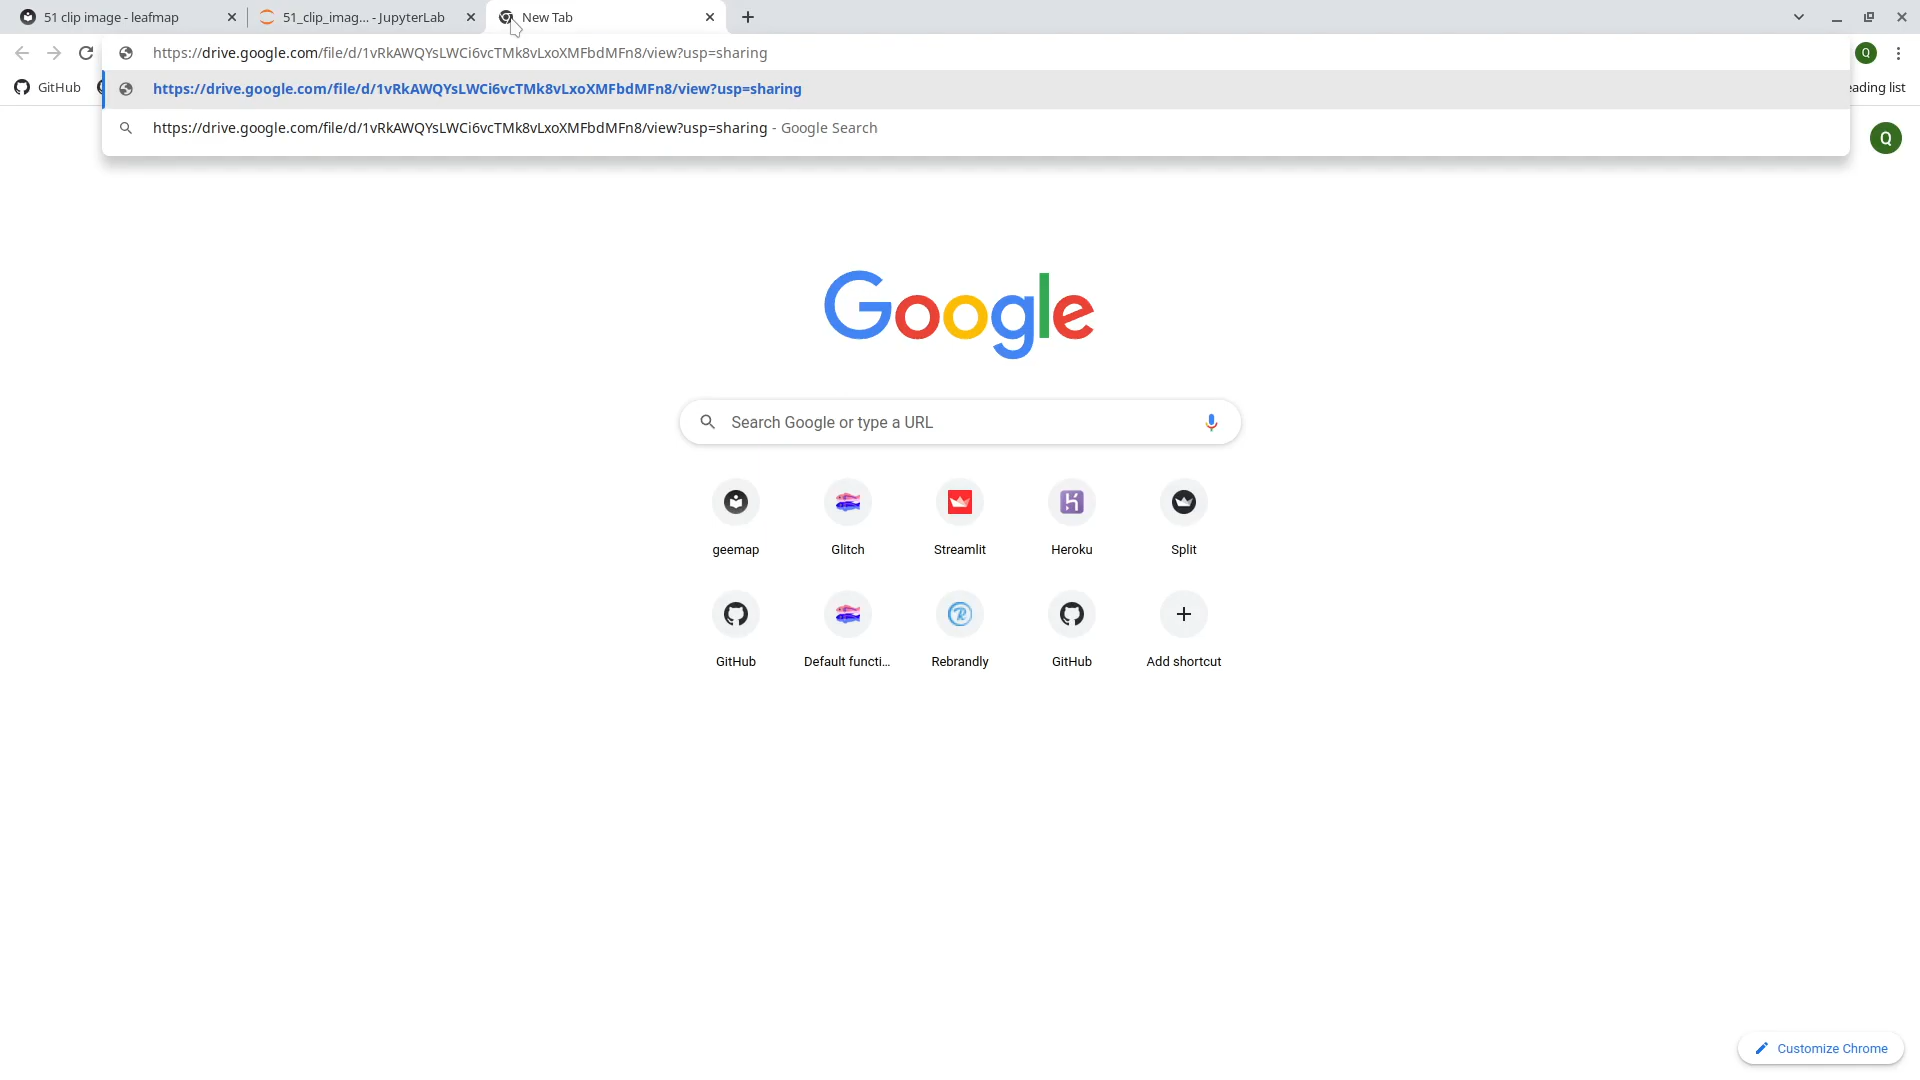 51 clip image - leafmap
51_clip_imag... - JupyterLab
New Tab
https://drive.google.com/file/d/1vRkAWQYsLWCi6vcTMk8vLxoXMFbdMFn8/view?usp=sharing
Q
GitHub
https://drive.google.com/file/d/1vRkAWQYsLWCi6vcTMk8vLxoXMFbdMFn8/view?usp=sharing
eading list
https://drive.google.com/file/d/1vRkAWQYsLWCi6vcTMk8vLxoXMFbdMFn8/view?usp=sharing - Google Search
Q
Google
Search Google or type a URL
geemap
Glitch
Streamlit
Heroku
Split
GitHub
Default functi...
Rebrandly
GitHub
Add shortcut
Customize Chrome